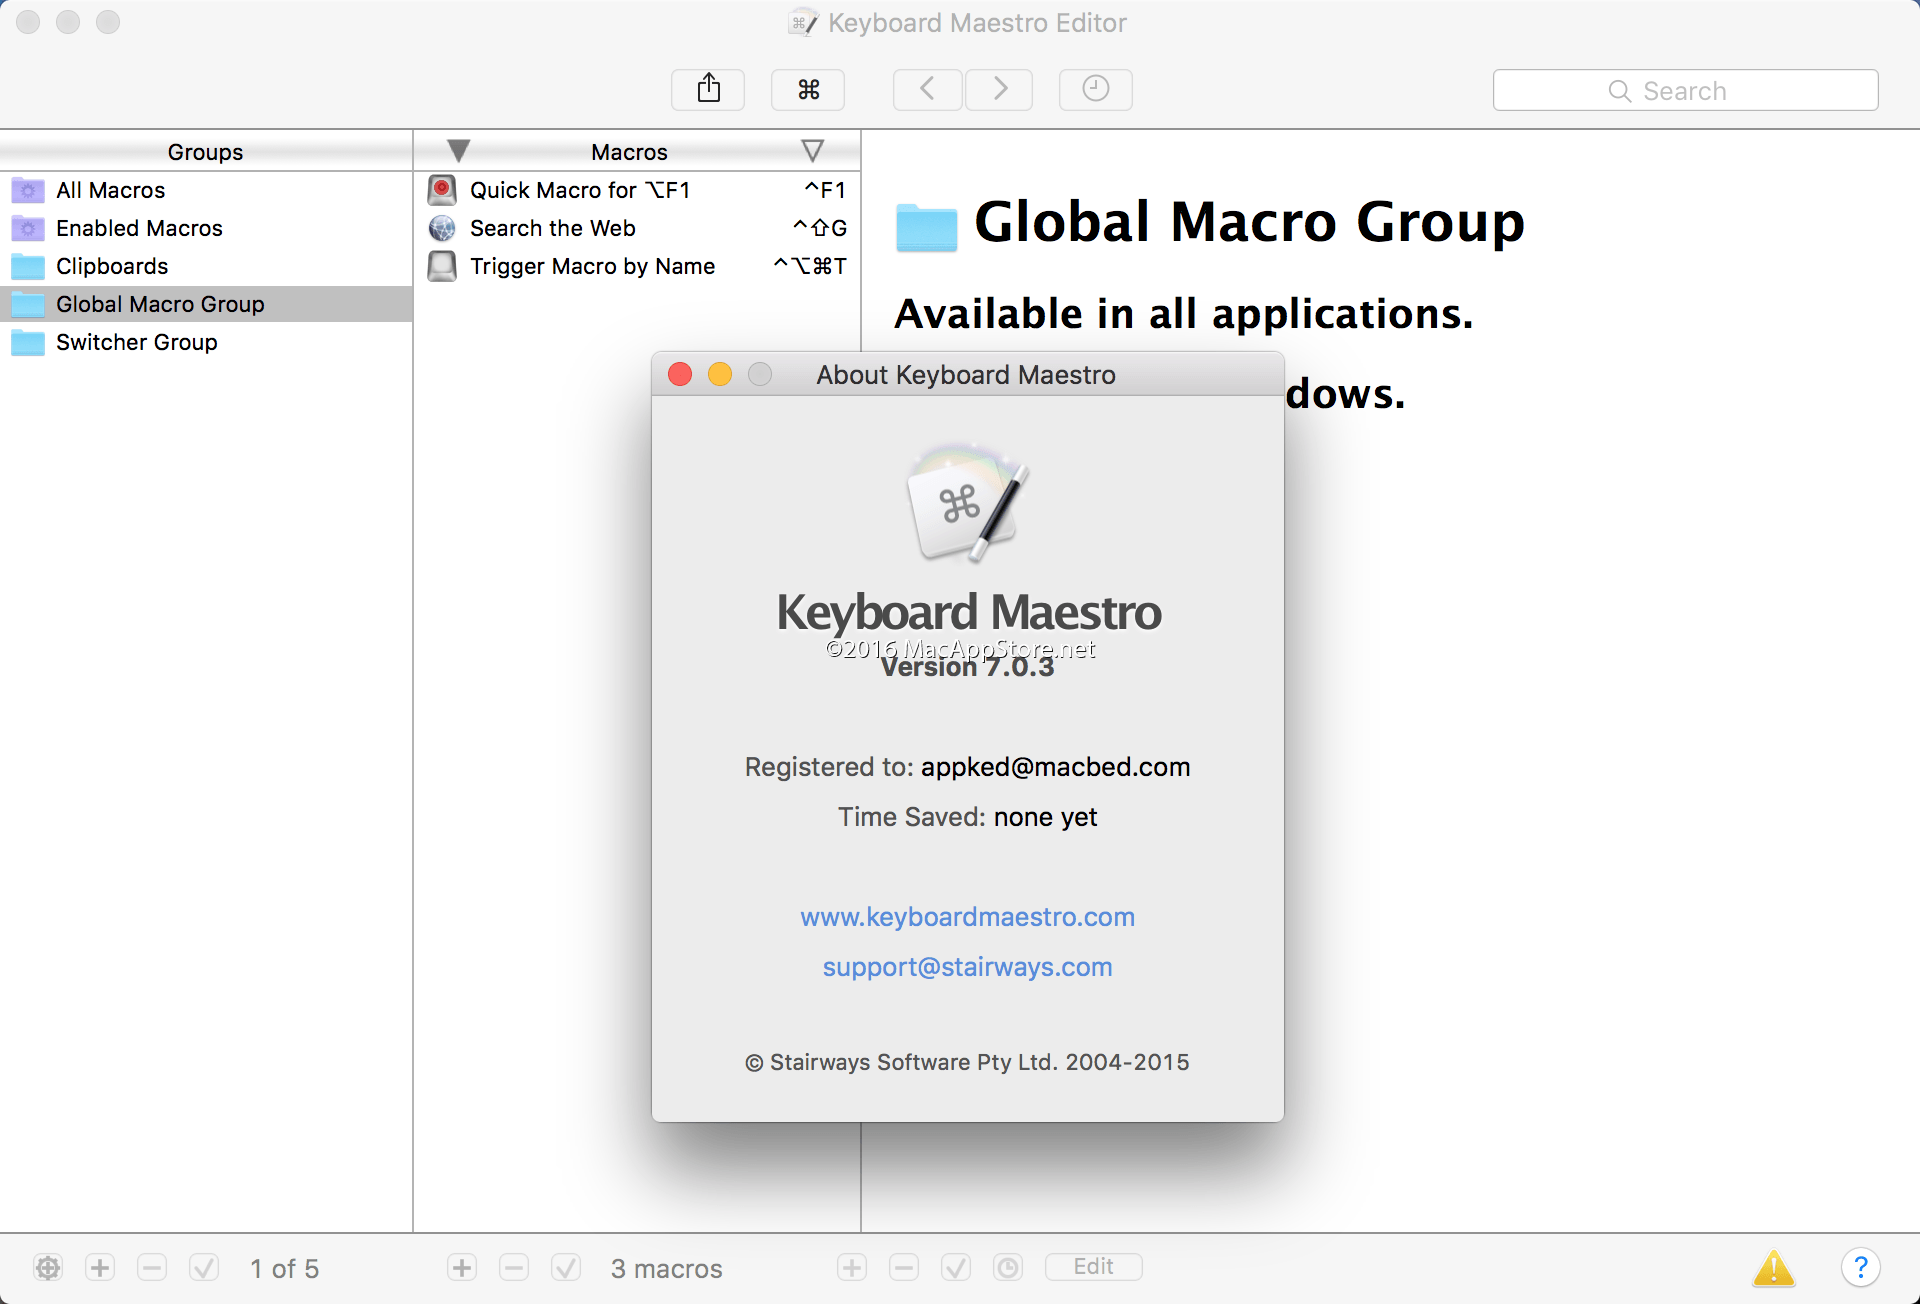 Keyboard Maestro Editor
Search
Groups
Macros
All Macros
Enabled Macros
Clipboards
Global Macro Group
Switcher Group
Quick Macro for ⌥F1 ^F1
Search the Web ^⇧G
Trigger Macro by Name ^⌥⌘T
Global Macro Group
Available in all applications.
dows.
About Keyboard Maestro
Keyboard Maestro
©2016 MacAppStore.net
Version 7.0.3
Registered to: appked@macbed.com
Time Saved: none yet
www.keyboardmaestro.com
support@stairways.com
© Stairways Software Pty Ltd. 2004-2015
1 of 5
3 macros
Edit
?